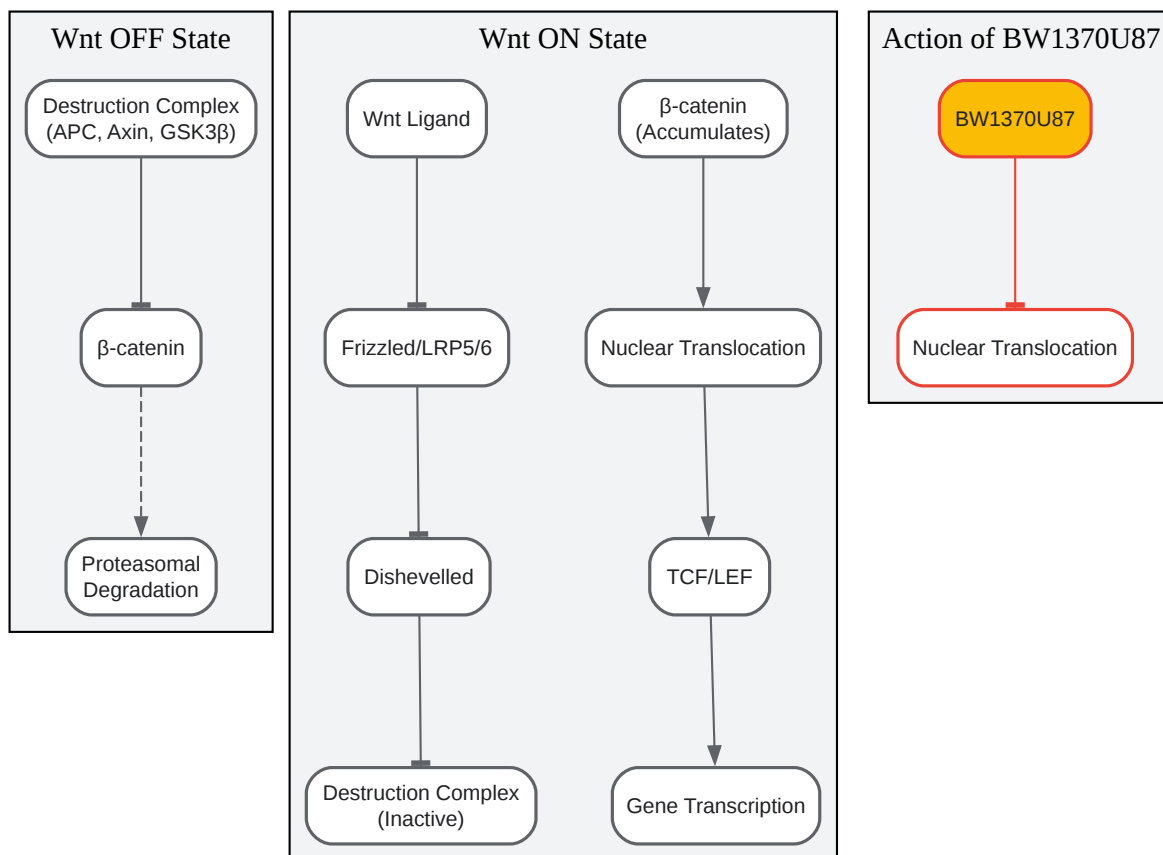 Wnt OFF State
Destruction Complex
(APC, Axin, GSK3β)
β-catenin
Proteasomal
Degradation
Wnt ON State
Wnt Ligand
Frizzled/LRP5/6
Dishevelled
Destruction Complex
(Inactive)
β-catenin
(Accumulates)
Nuclear Translocation
TCF/LEF
Gene Transcription
Action of BW1370U87
BW1370U87
Nuclear Translocation